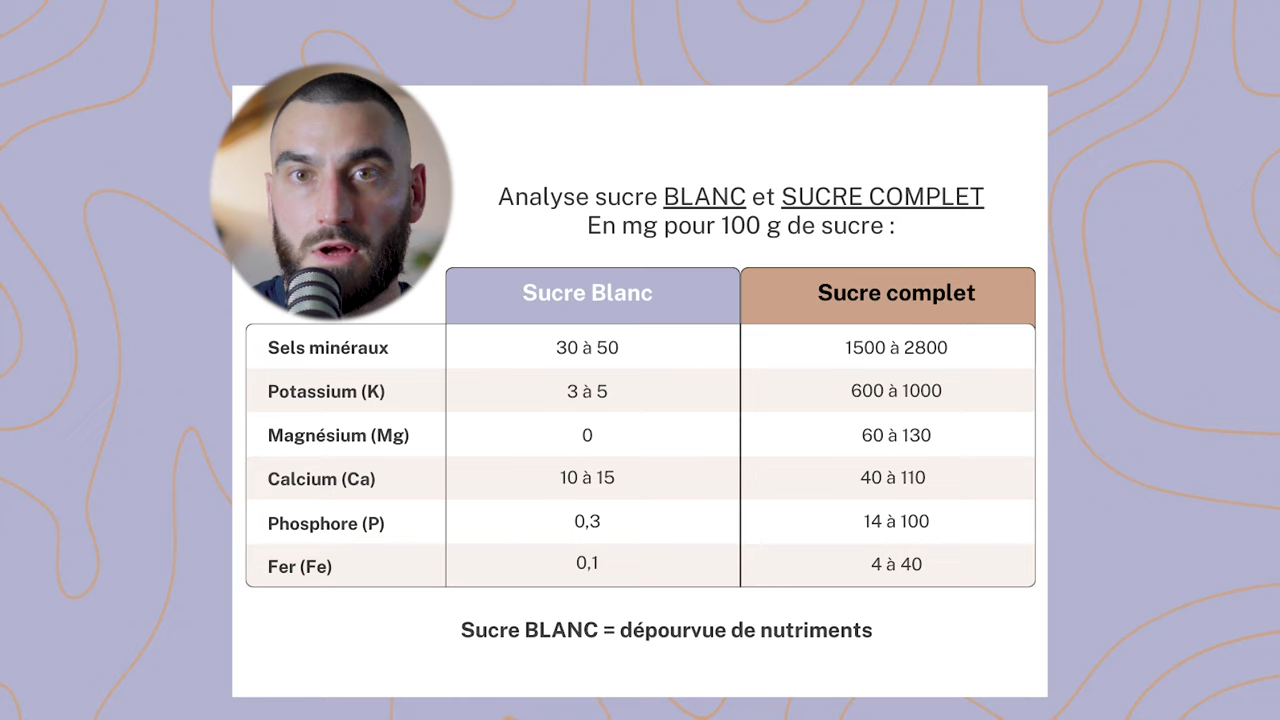 Analyse sucre BLANC et SUCRE COMPLET
En mg pour 100 g de sucre :
Sucre Blanc Sucre complet
Sels minéraux 30 à 50 1500 à 2800
Potassium (K) 3 à 5 600 à 1000
Magnésium (Mg) 0 60 à 130
Calcium (Ca) 10 à 15 40 à 110
Phosphore (P) 0,3 14 à 100
Fer (Fe) 0,1 4 à 40
Sucre BLANC = dépourvue de nutriments